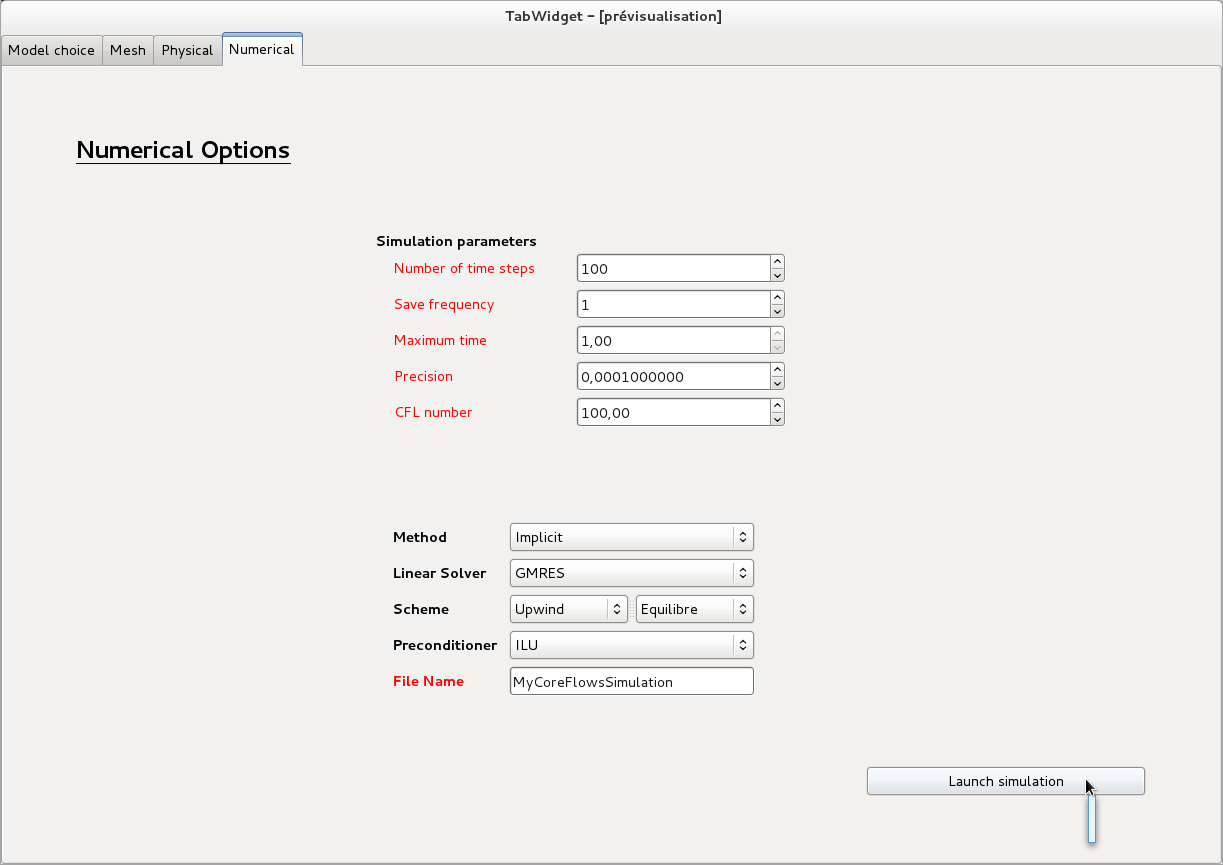 TabWidget - [prévisualisation]
Model choice Mesh Physical Numerical
Numerical Options
Simulation parameters
Number of time steps 100
Save frequency 1
Maximum time 1,00
Precision 0,0001000000
CFL number 100,00
Method Implicit
Linear Solver GMRES
Scheme Upwind Equilibre
Preconditioner ILU
File Name MyCoreFlowsSimulation
Launch simulation